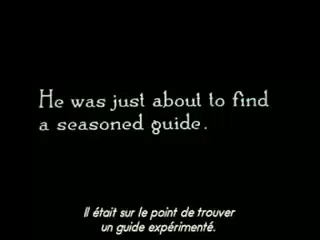 He was just about to find
a seasoned guide.
Il était sur le point de trouver
un guide expérimenté.